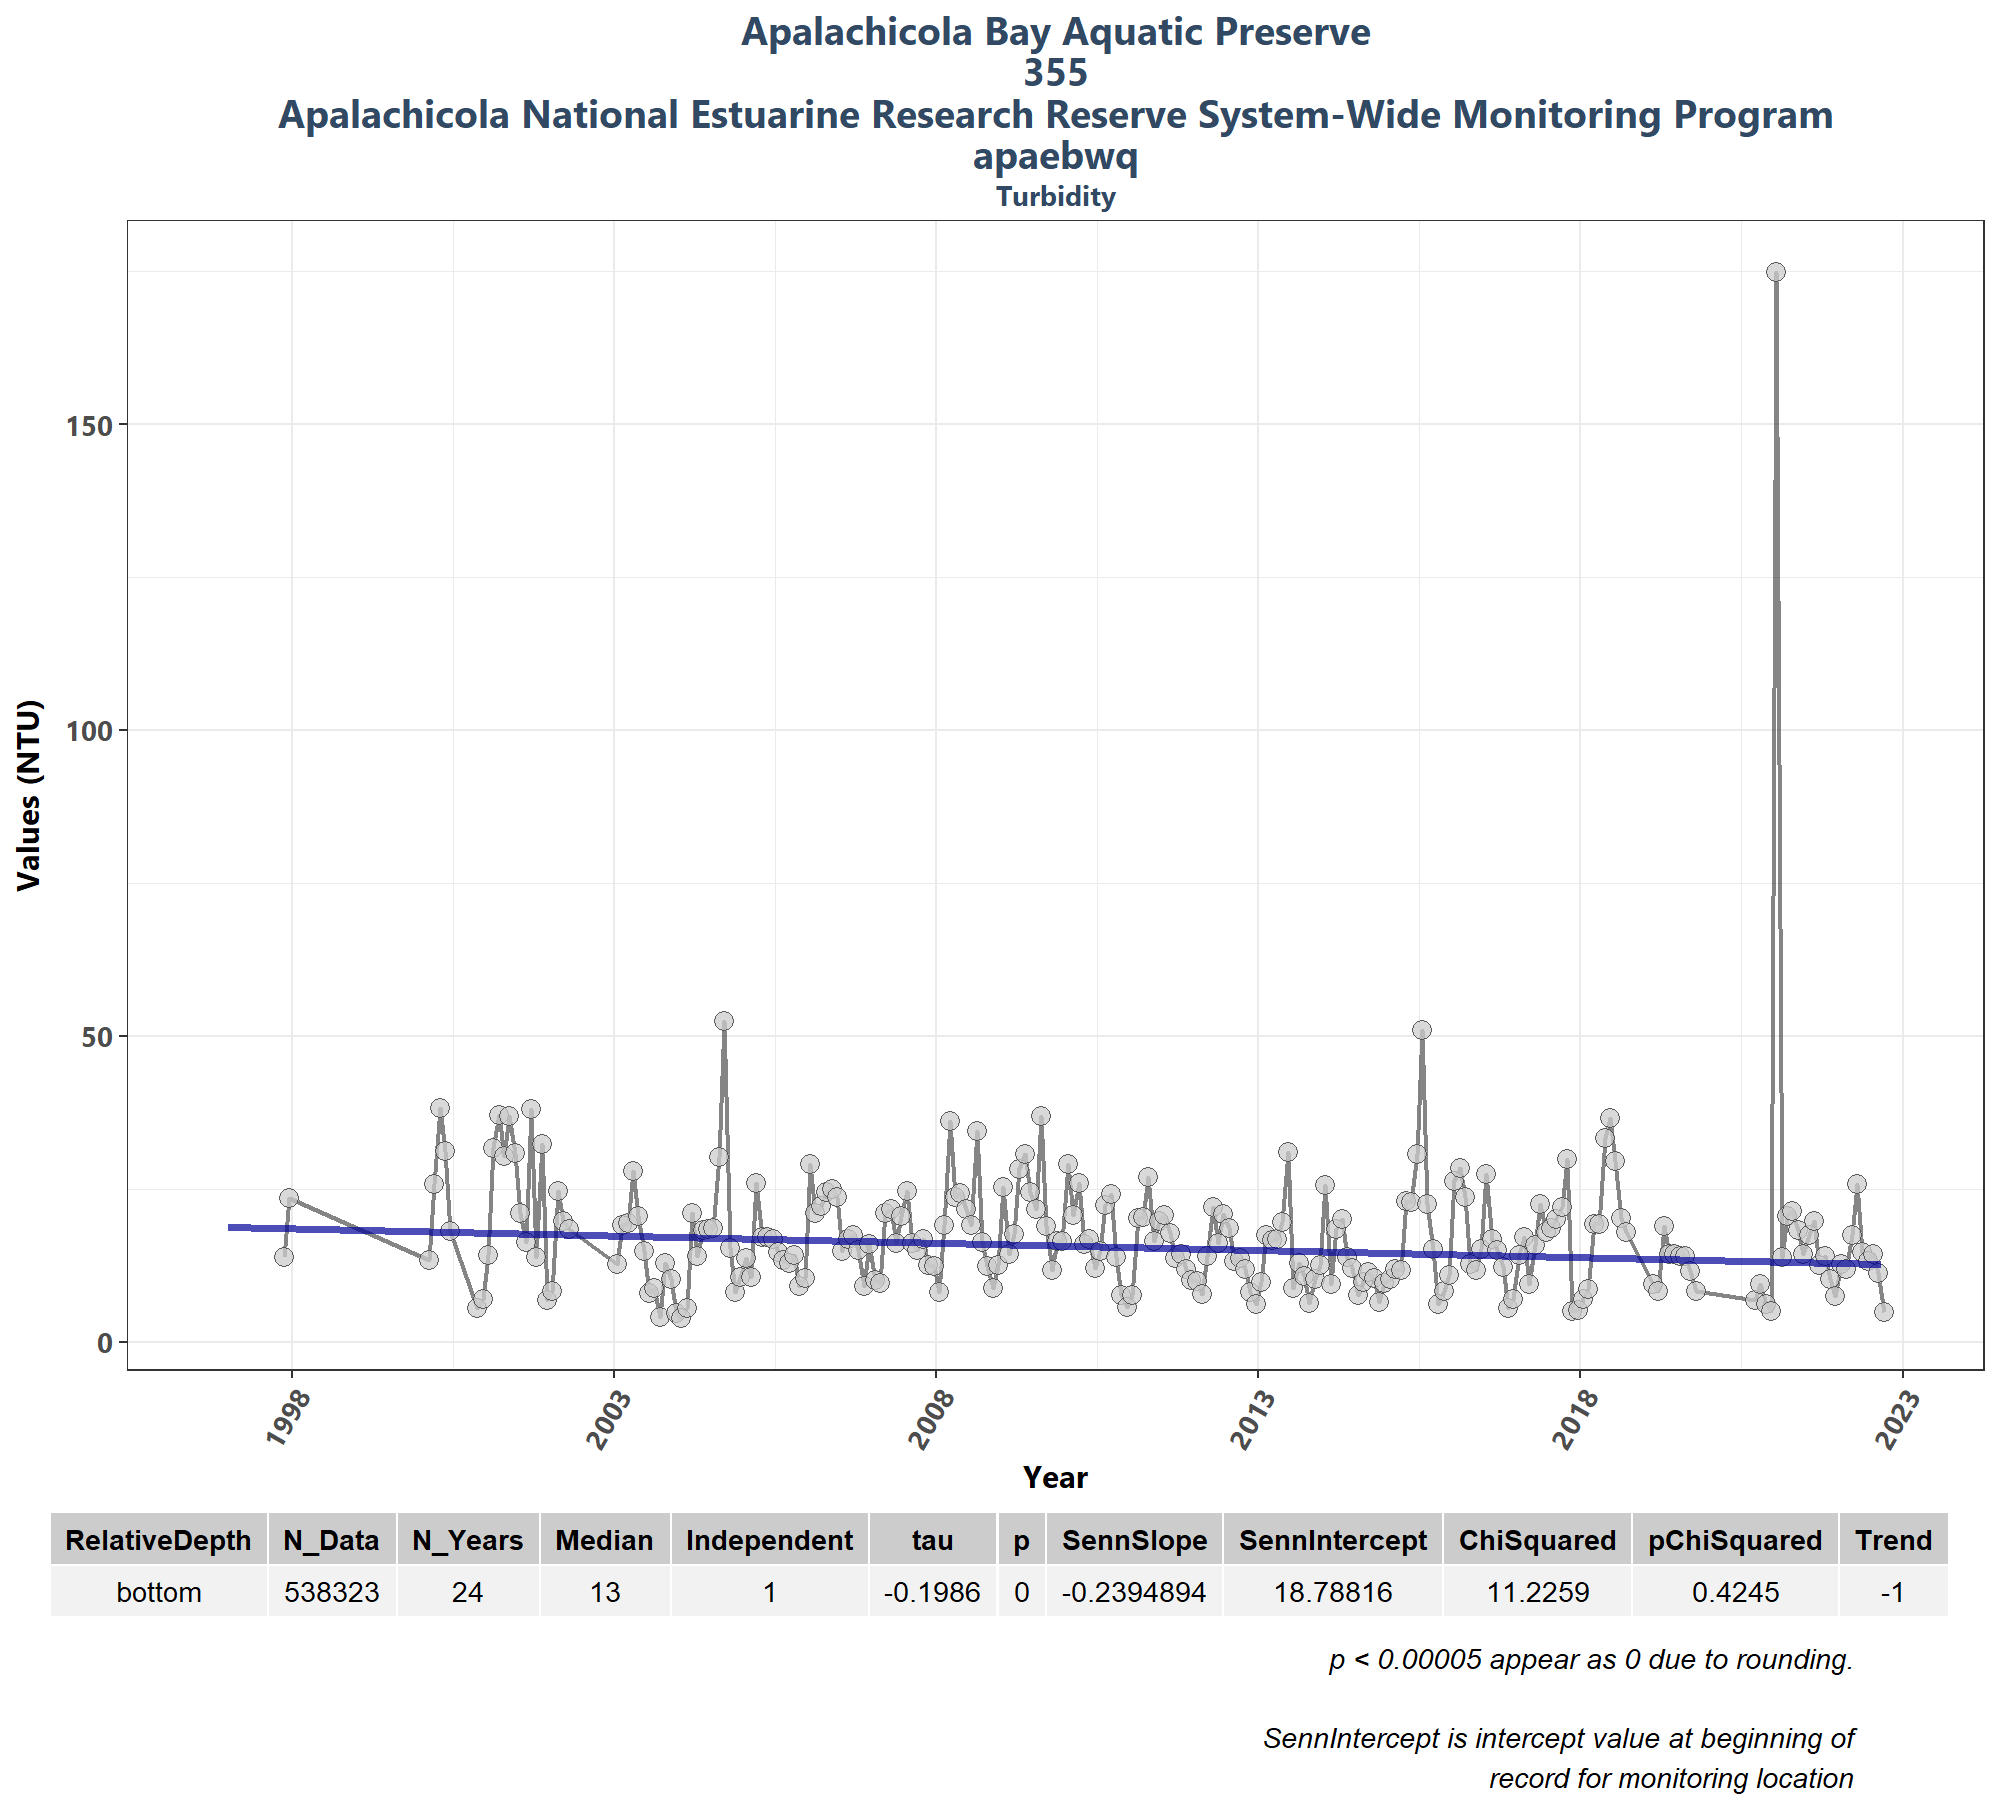 Apalachicola Bay Aquatic Preserve
355
Apalachicola National Estuarine Research Reserve System-Wide Monitoring Program
apaebwq
Turbidity
Values (NTU)
150
100
50
0
1998 2003 2008 2013 2018 2023
Year
RelativeDepth N_Data N_Years Median Independent tau p SennSlope SennIntercept ChiSquared pChiSquared Trend
bottom 538323 24 13 1 -0.1986 0 -0.2394894 18.78816 11.2259 0.4245 -1
p < 0.00005 appear as 0 due to rounding.
SennIntercept is intercept value at beginning of
record for monitoring location